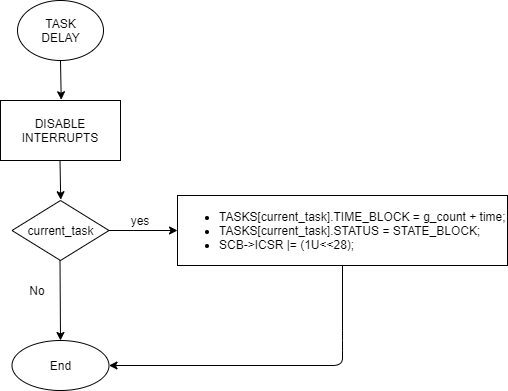 TASK
DELAY
DISABLE
INTERRUPTS
current_task
yes
TASKS[current_task].TIME_BLOCK = g_count + time;
TASKS[current_task].STATUS = STATE_BLOCK;
SCB->ICSR |= (1U<<28);
No
End